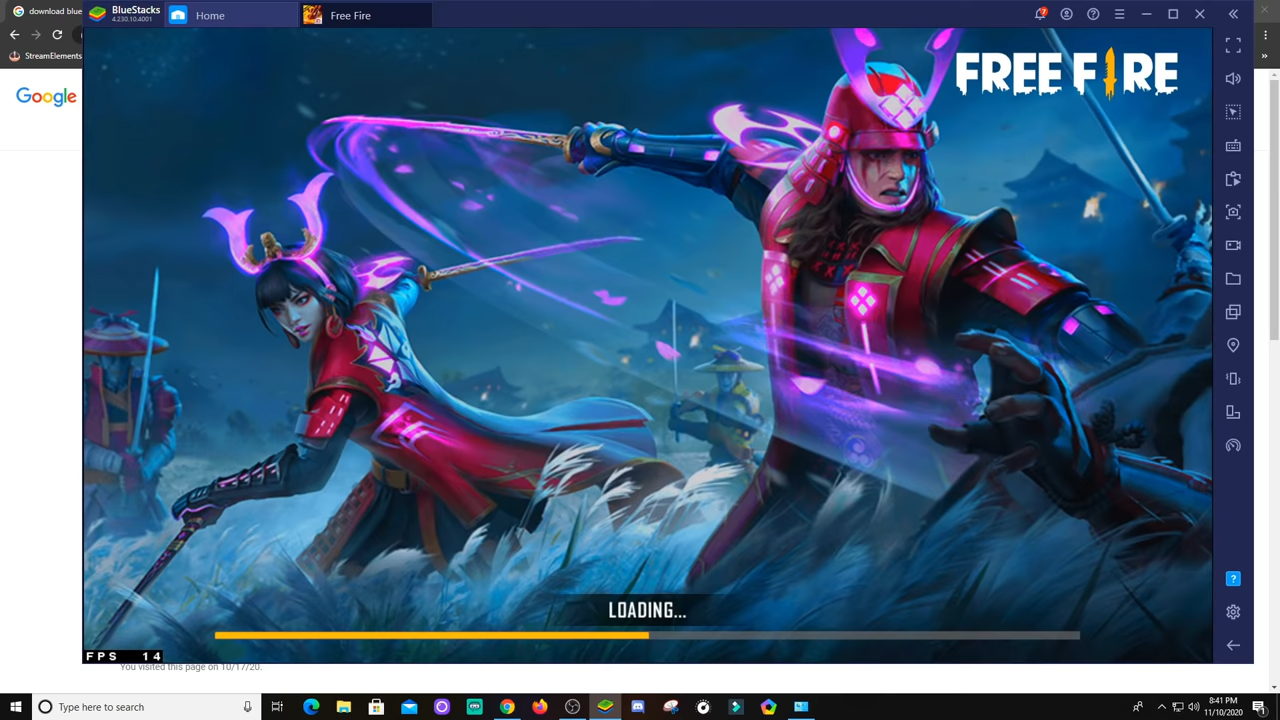 download blue
BlueStacks
4.230.10.4001
Home
Free Fire
7
StreamElements
»
Google
FREE FIRE
LOADING...
FPS 14
You visited this page on 10/17/20.
Type here to search
8:41 PM
11/10/2020